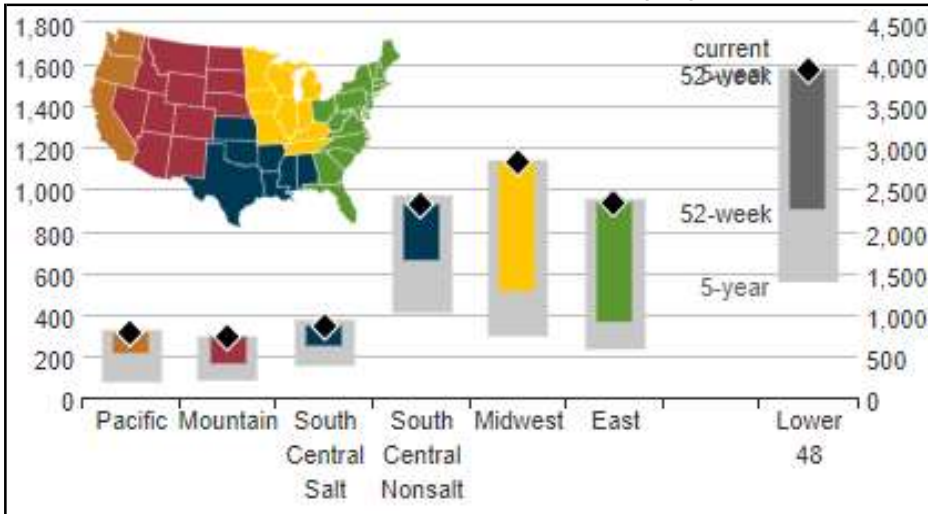 1,800
1,600
1,400
1,200
1,000
800
600
400
200
0
4,500
4,000
3,500
3,000
2,500
2,000
1,500
1,000
500
0
current
5-year
52-week
52-week
5-year
Pacific
Mountain
South
Central
Salt
South
Central
Nonsalt
Midwest
East
Lower
48